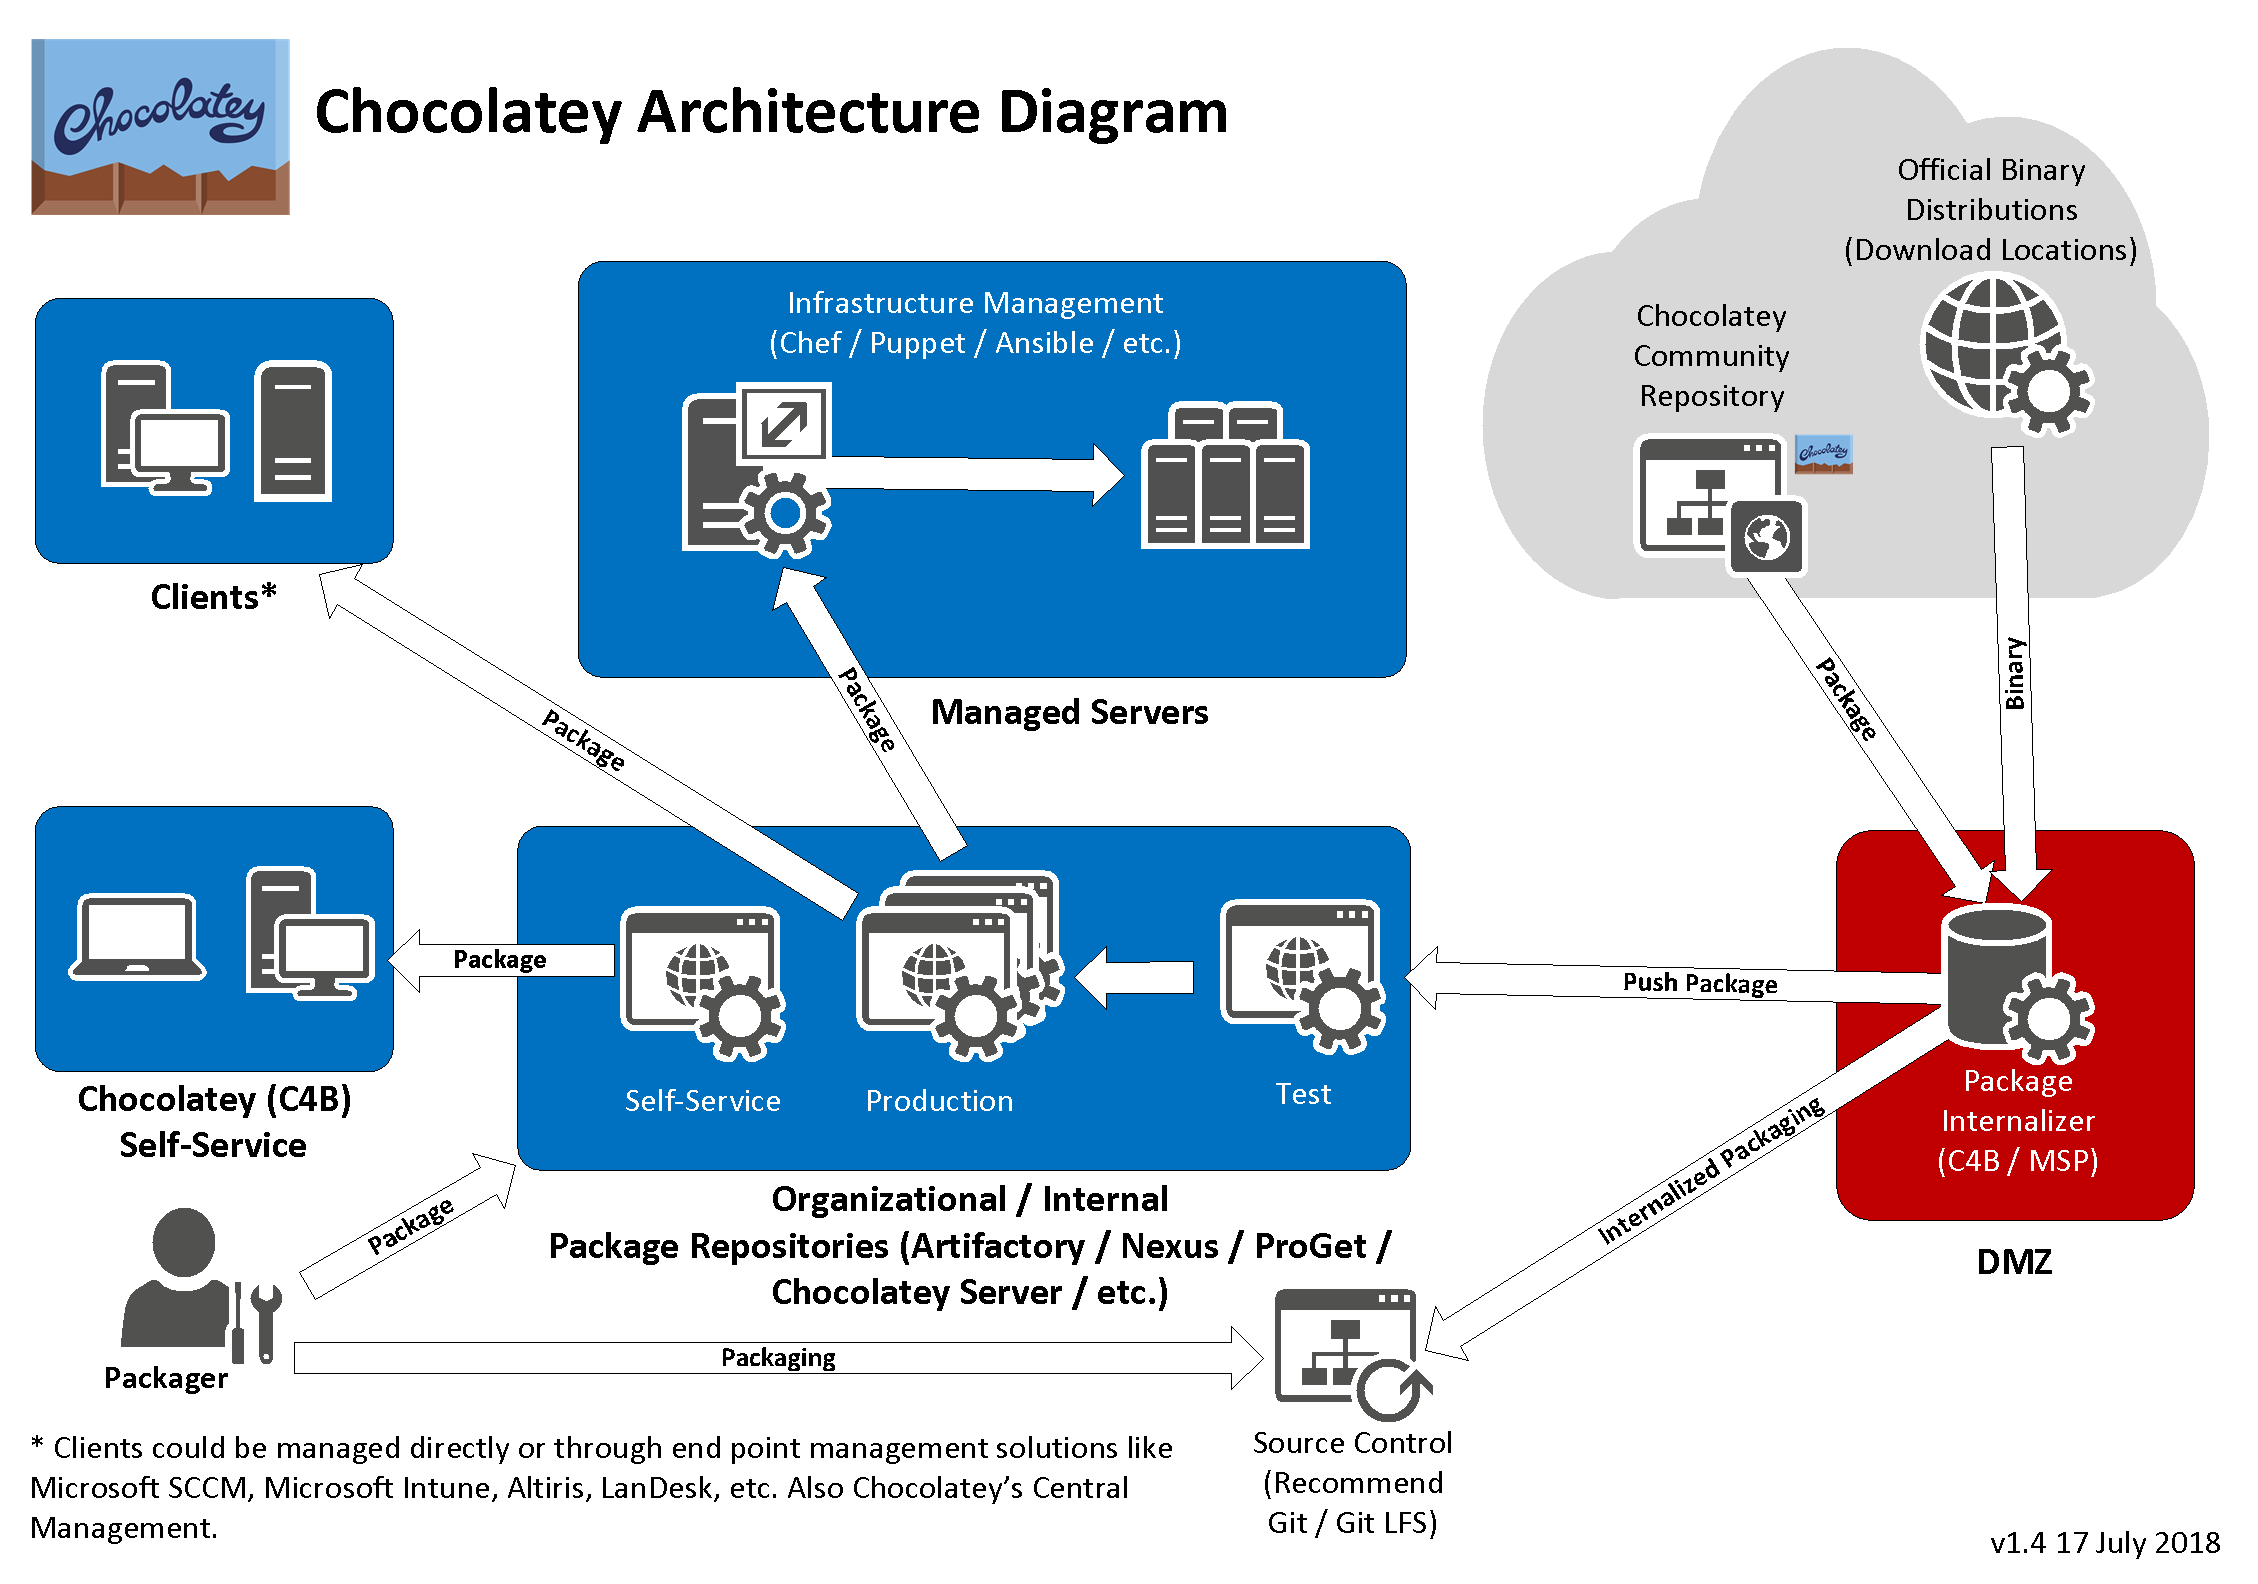 Chocolatey
Chocolatey Architecture Diagram
Official Binary
Distributions
(Download Locations)
Chocolatey
Community
Repository
Chocolatey
Infrastructure Management
(Chef / Puppet / Ansible / etc.)
Clients*
Managed Servers
Package
Package
Package
Binary
Package
Self-Service
Production
Test
Push Package
Package
Internalizer
(C4B / MSP)
DMZ
Internalized Packaging
Chocolatey (C4B)
Self-Service
Organizational / Internal
Package Repositories (Artifactory / Nexus / ProGet /
Chocolatey Server / etc.)
Package
Packager
Packaging
Source Control
(Recommend
Git / Git LFS)
* Clients could be managed directly or through end point management solutions like
Microsoft SCCM, Microsoft Intune, Altiris, LanDesk, etc. Also Chocolatey’s Central
Management.
v1.4 17 July 2018